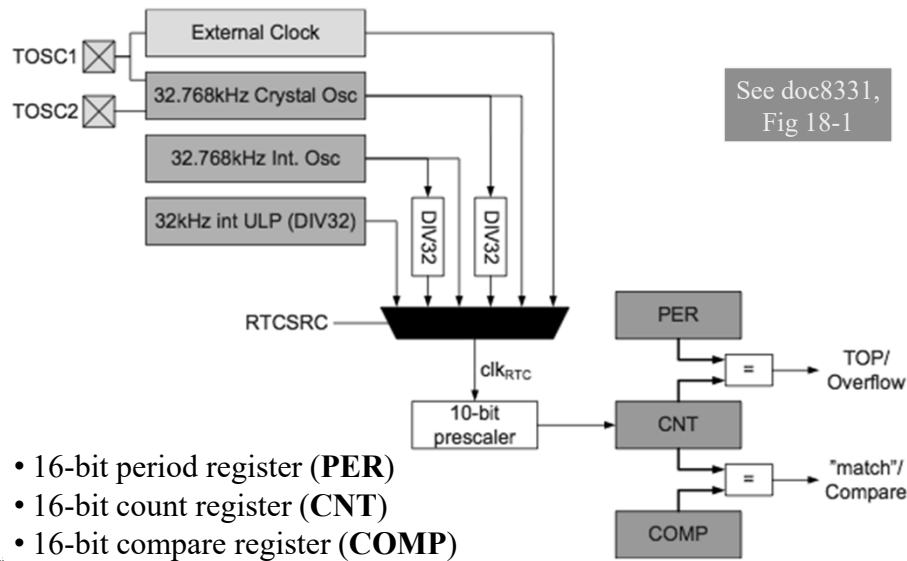 External Clock
TOSC1
32.768kHz Crystal Osc
TOSC2
See doc8331,
Fig 18-1
32.768kHz Int. Osc
32kHz int ULP (DIV32)
DIV32
DIV32
RTCSRC
PER
clkRTC
=
TOP/
Overflow
10-bit
prescaler
CNT
• 16-bit period register (PER)
• 16-bit count register (CNT)
• 16-bit compare register (COMP)
=
"match"/
Compare
COMP